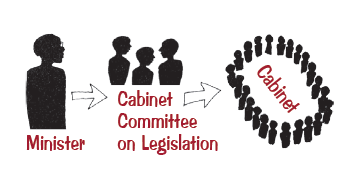 Minister
Cabinet
Committee
on Legislation
Cabinet